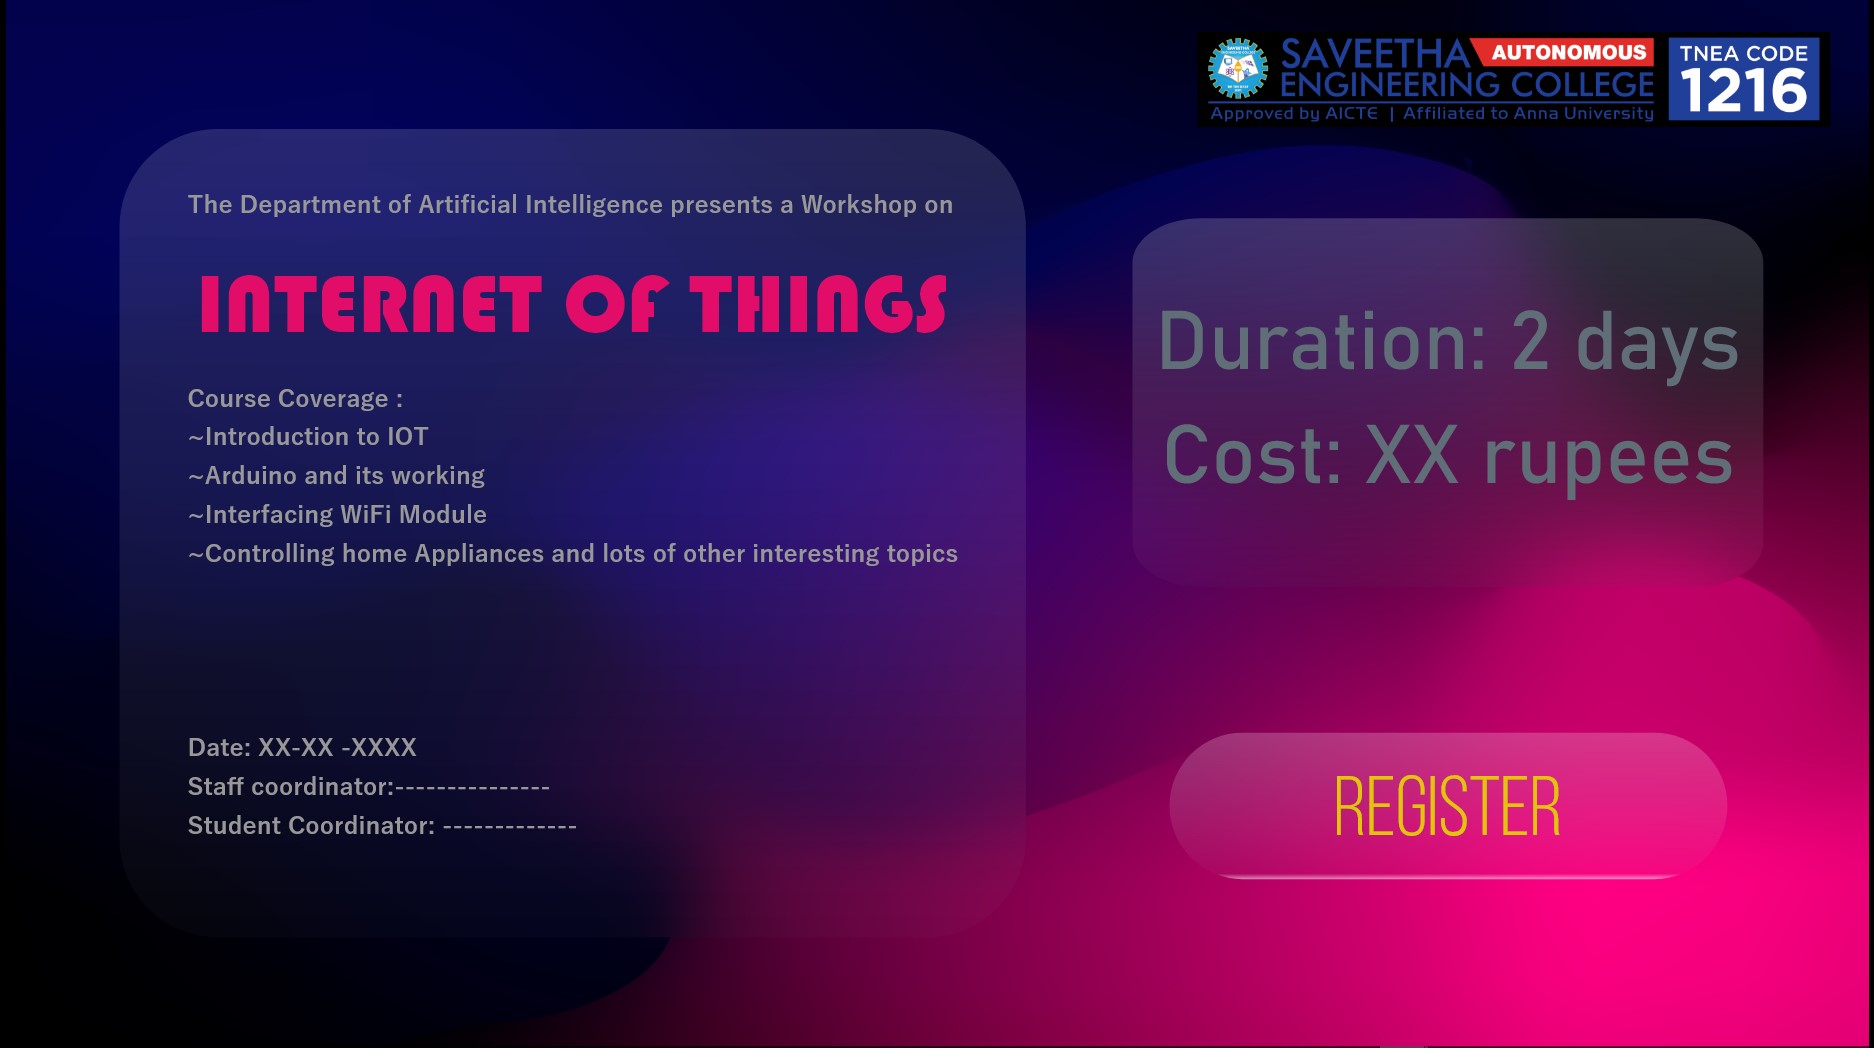 SAVEETHA AUTONOMOUS
ENGINEERING COLLEGE
Approved by AICTE | Affiliated to Anna University
TNEA CODE
1216
The Department of Artificial Intelligence presents a Workshop on
INTERNET OF THINGS
Course Coverage :
~Introduction to IOT
~Arduino and its working
~Interfacing WiFi Module
~Controlling home Appliances and lots of other interesting topics
Date: XX-XX -XXXX
Staff coordinator:---------------
Student Coordinator: -------------
Duration: 2 days
Cost: XX rupees
REGISTER